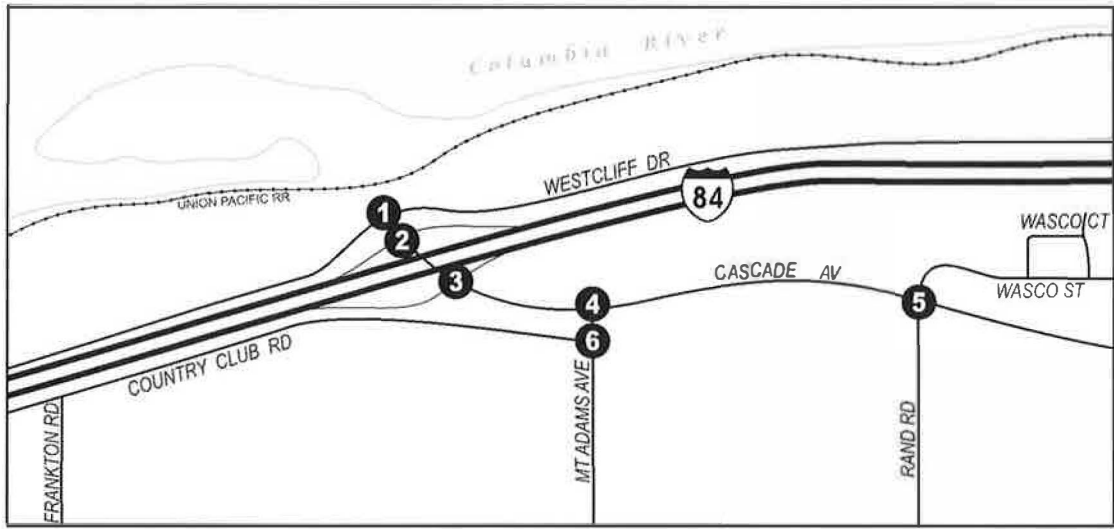 Columbia River
UNION PACIFIC RR
WESTCLIFF DR
84
1
2
3
4
5
6
WASCO CT
WASCO ST
CASCADE AV
COUNTRY CLUB RD
FRANKTON RD
MT ADAMS AVE
RAND RD